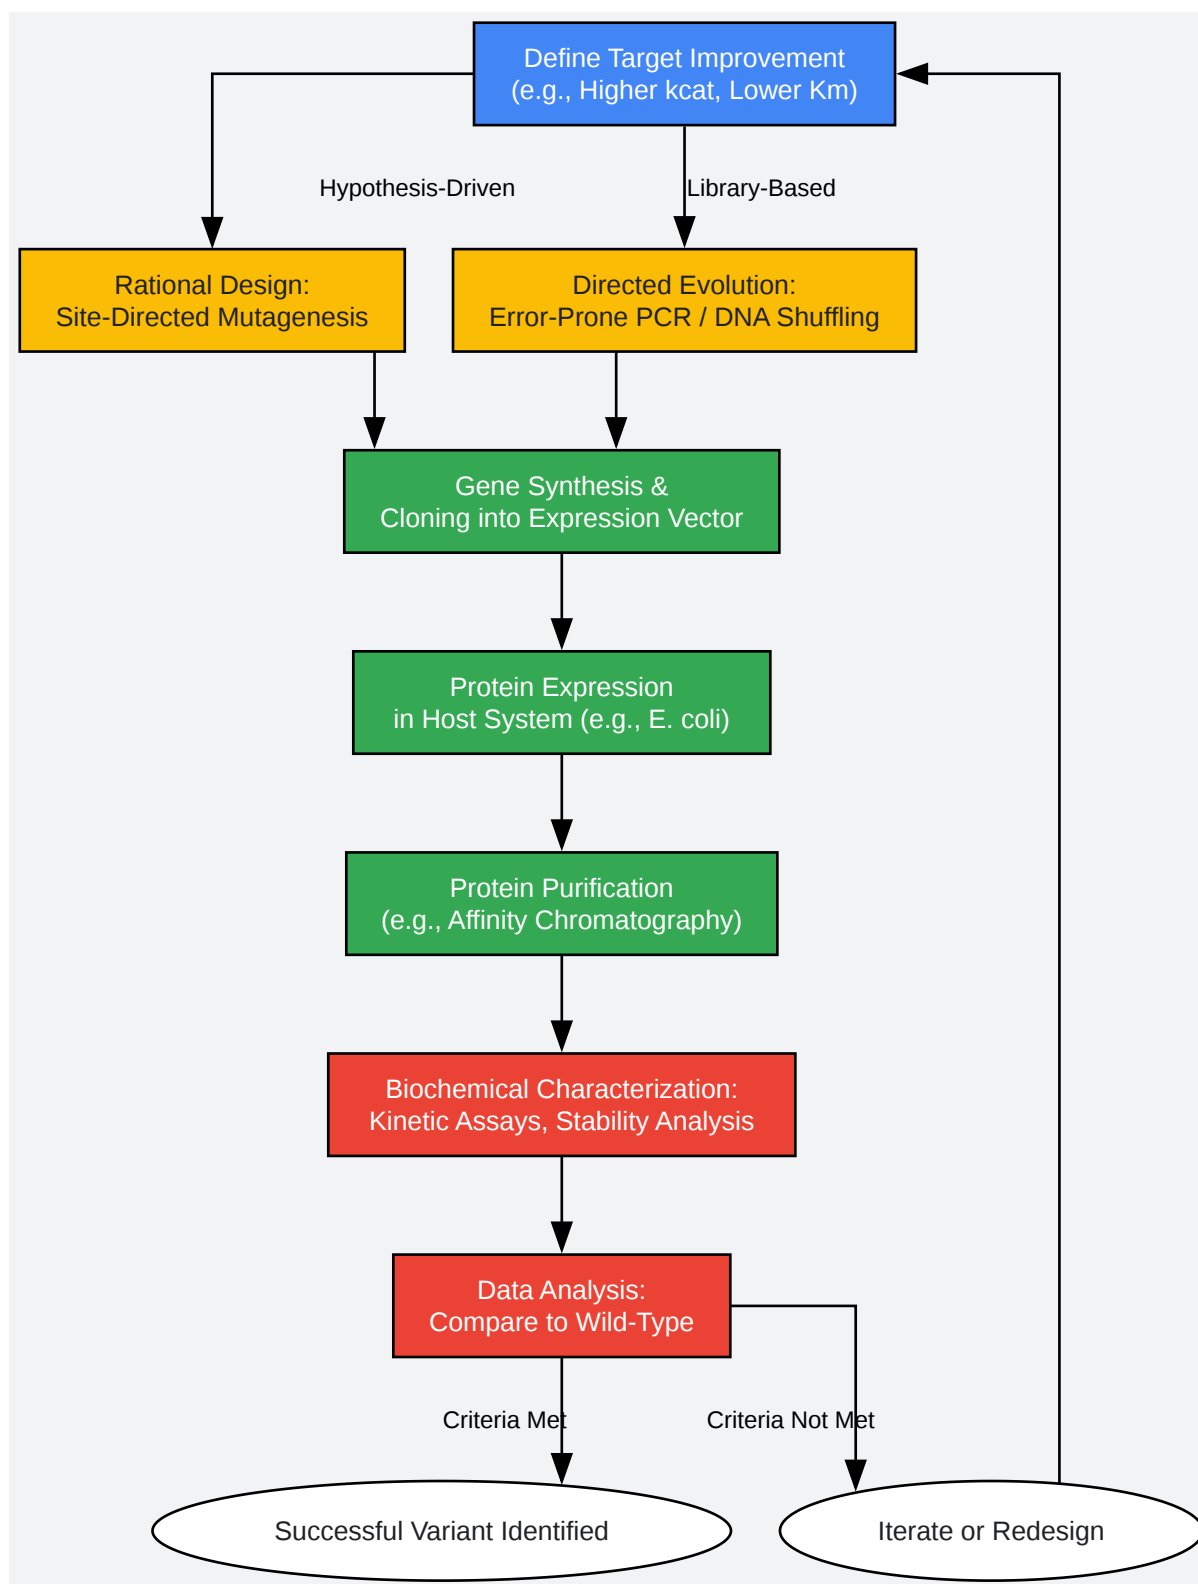 Define Target Improvement
(e.g., Higher kcat, Lower Km)
Hypothesis-Driven
Library-Based
Rational Design:
Site-Directed Mutagenesis
Directed Evolution:
Error-Prone PCR / DNA Shuffling
Gene Synthesis &
Cloning into Expression Vector
Protein Expression
in Host System (e.g., E. coli)
Protein Purification
(e.g., Affinity Chromatography)
Biochemical Characterization:
Kinetic Assays, Stability Analysis
Data Analysis:
Compare to Wild-Type
Criteria Met
Criteria Not Met
Successful Variant Identified
Iterate or Redesign